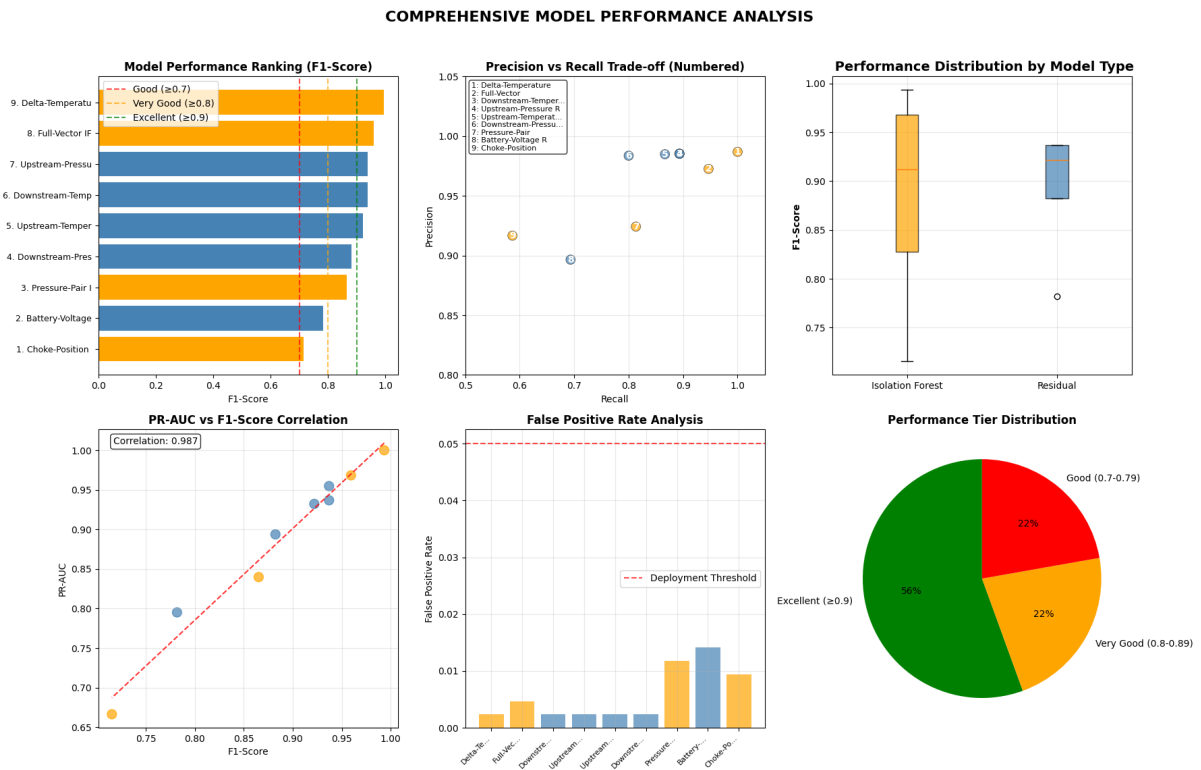 COMPREHENSIVE MODEL PERFORMANCE ANALYSIS
Model Performance Ranking (F1-Score)
Good (≥0.7)
Very Good (≥0.8)
Excellent (≥0.9)
9. Delta-Temperatu
8. Full-Vector IF
7. Upstream-Pressu
6. Downstream-Temp
5. Upstream-Temper
4. Downstream-Pres
3. Pressure-Pair I
2. Battery-Voltage
1. Choke-Position
0.0 0.2 0.4 0.6 0.8 1.0
F1-Score
Precision vs Recall Trade-off (Numbered)
1: Delta-Temperature
2: Full-Vector
3: Downstream-Temper...
4: Upstream-Pressure R
5: Upstream-Temperat...
6: Downstream-Pressu...
7: Pressure-Pair
8: Battery-Voltage R
9: Choke-Position
1.05
1.00
0.95
0.90
0.85
0.80
Precision
6 5 1
2
7
8
0.5 0.6 0.7 0.8 0.9 1.0
Recall
Performance Distribution by Model Type
1.00
0.95
0.90
0.85
0.80
0.75
F1-Score
Isolation Forest Residual
PR-AUC vs F1-Score Correlation
Correlation: 0.987
1.00
0.95
0.90
0.85
0.80
0.75
0.70
0.65
PR-AUC
0.75 0.80 0.85 0.90 0.95 1.00
F1-Score
False Positive Rate Analysis
0.05
0.04
0.03
0.02
0.01
0.00
False Positive Rate
Deployment Threshold
Delta-Te...
Full-Vec...
Downstre...
Upstream...
Upstream...
Downstre...
Pressure...
Battery-...
Choke-Po...
Performance Tier Distribution
Good (0.7-0.79)
22%
Excellent (≥0.9)
56%
22%
Very Good (0.8-0.89)